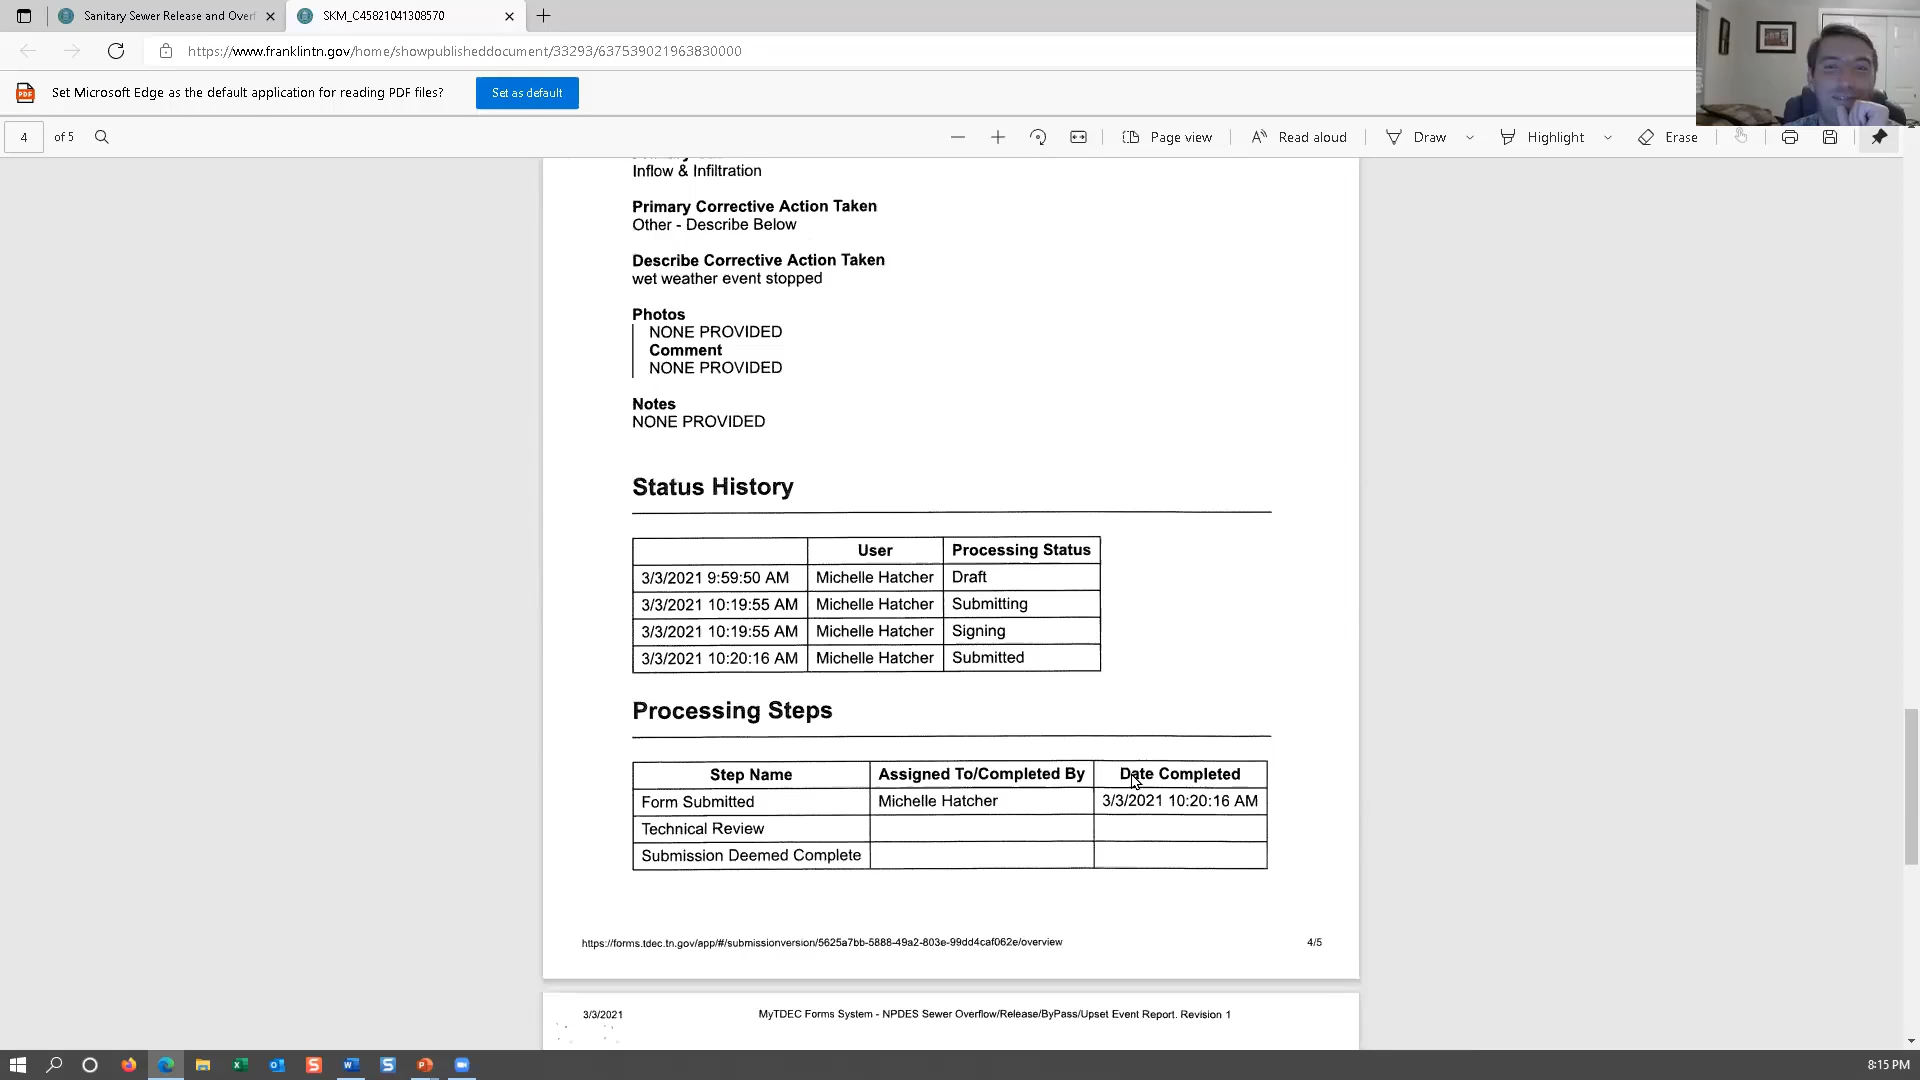 Sanitary Sewer Release and Over
SKM_C45821041308570
https://www.franklintn.gov/home/showpublisheddocument/33293/637539021963830000
Set Microsoft Edge as the default application for reading PDF files?
Set as default
4 of 5
Page view
Read aloud
Draw
Highlight
Erase
Inflow & Infiltration
Primary Corrective Action Taken
Other - Describe Below
Describe Corrective Action Taken
wet weather event stopped
Photos
NONE PROVIDED
Comment
NONE PROVIDED
Notes
NONE PROVIDED
Status History
User Processing Status
3/3/2021 9:59:50 AM Michelle Hatcher Draft
3/3/2021 10:19:55 AM Michelle Hatcher Submitting
3/3/2021 10:19:55 AM Michelle Hatcher Signing
3/3/2021 10:20:16 AM Michelle Hatcher Submitted
Processing Steps
Step Name Assigned To/Completed By Date Completed
Form Submitted Michelle Hatcher 3/3/2021 10:20:16 AM
Technical Review
Submission Deemed Complete
https://forms.tdec.tn.gov/app/#/submissionversion/5625a7bb-5888-49a2-803e-99dd4caf062e/overview 4/5
3/3/2021 MyTDEC Forms System - NPDES Sewer Overflow/Release/ByPass/Upset Event Report. Revision 1
8:15 PM